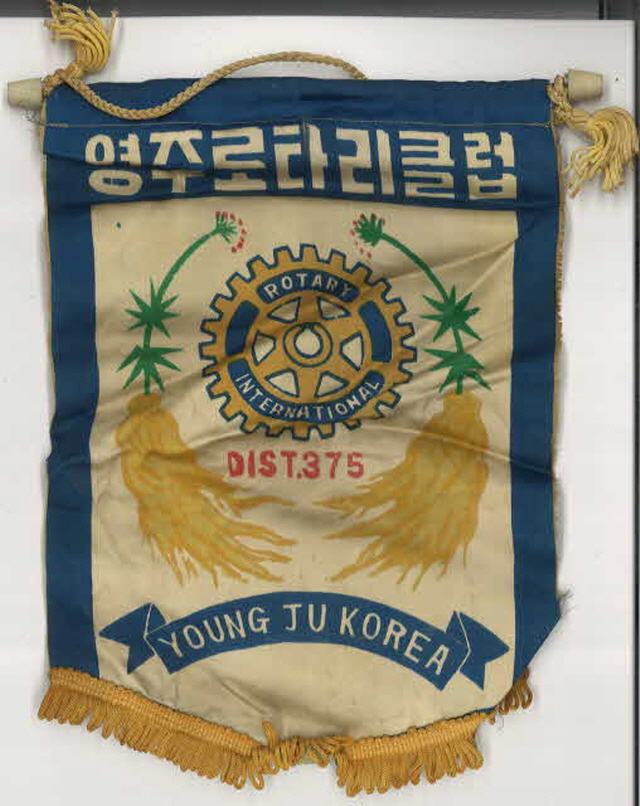 영주로타리클럽
ROTARY
INTERNATIONAL
DIST.375
YOUNG JU KOREA